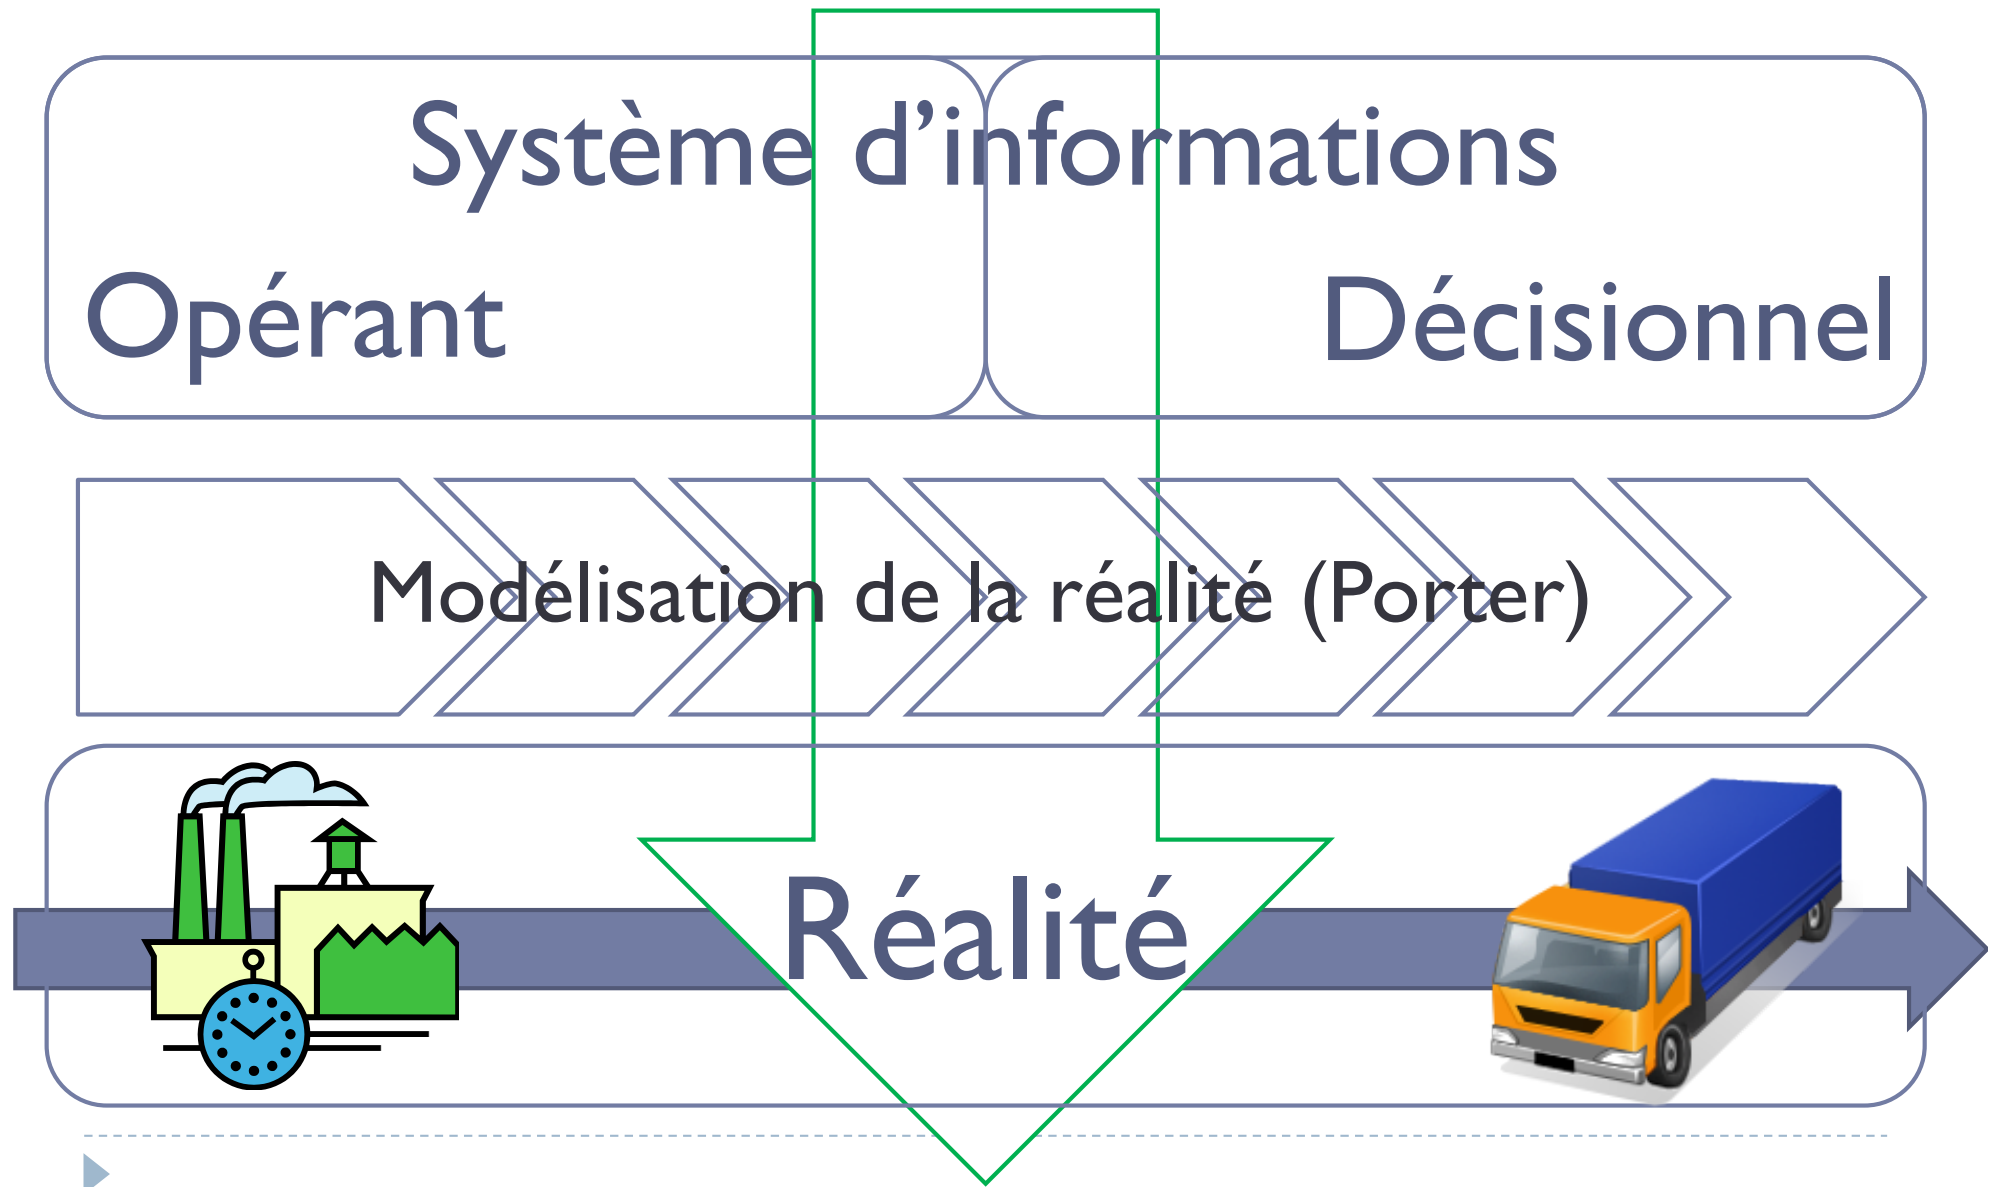 Système d’informations
Opérant
Décisionnel
Modélisation de la réalité (Porter)
Réalité